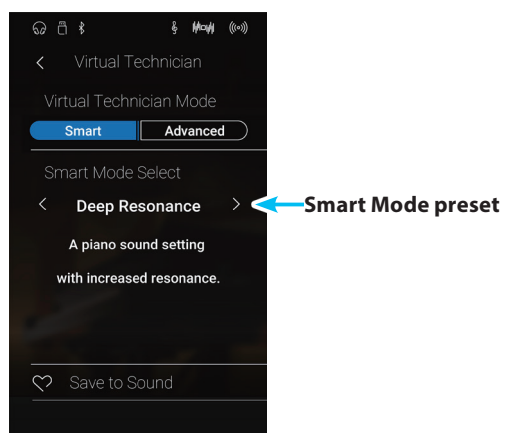 Virtual Technician
Virtual Technician Mode
Smart
Advanced
Smart Mode Select
Deep Resonance
Smart Mode preset
A piano sound setting
with increased resonance.
Save to Sound